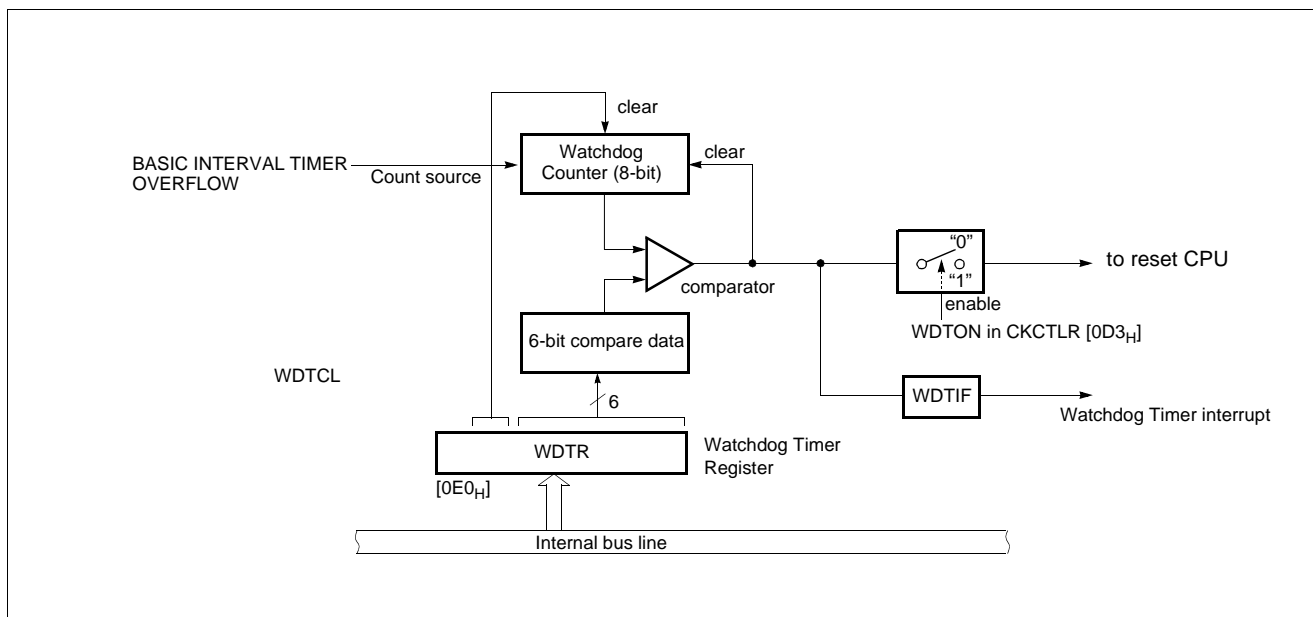 clear
BASIC INTERVAL TIMER
OVERFLOW
Count source
Watchdog
Counter (8-bit)
clear
comparator
“0”
“1”
enable
to reset CPU
WDTON in CKCTLR [0D3H]
6-bit compare data
WDTCL
6
WDTIF
Watchdog Timer interrupt
WDTR
Watchdog Timer
Register
[0E0H]
Internal bus line